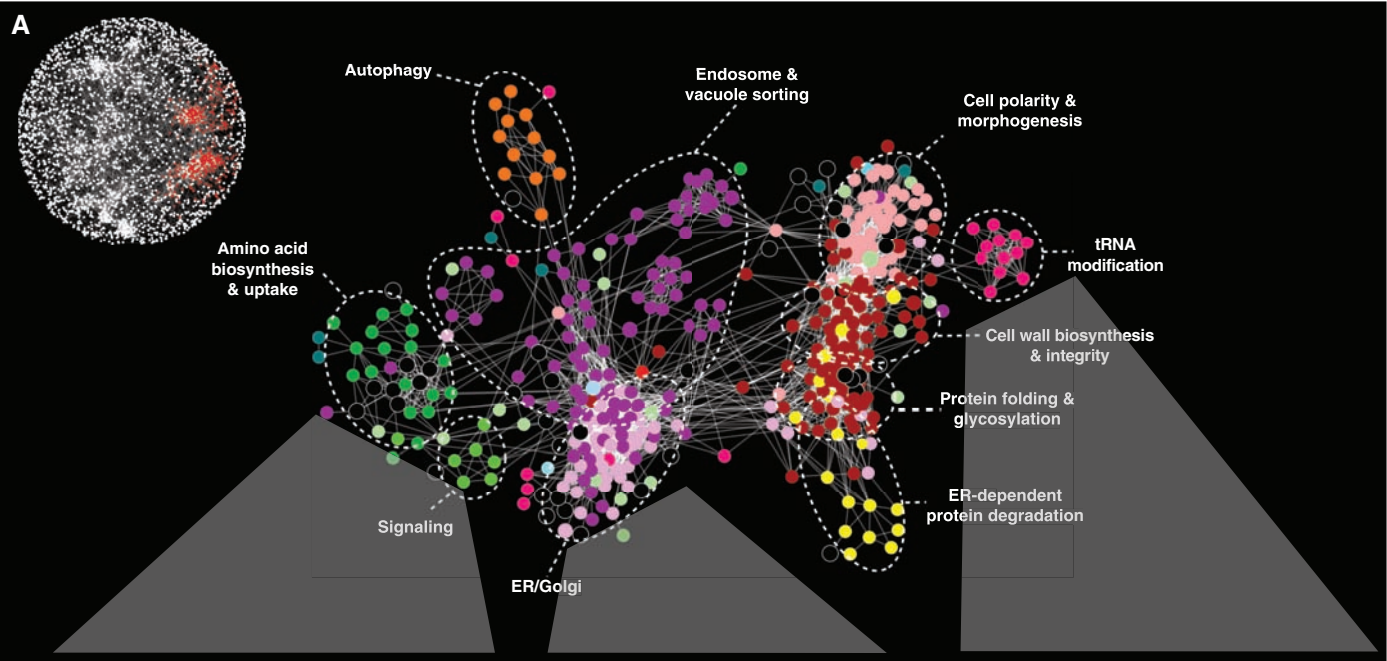 A
Autophagy
Endosome &
vacuole sorting
Cell polarity &
morphogenesis
Amino acid
biosynthesis
& uptake
tRNA
modification
Cell wall biosynthesis
& integrity
Protein folding &
glycosylation
ER-dependent
protein degradation
Signaling
ER/Golgi